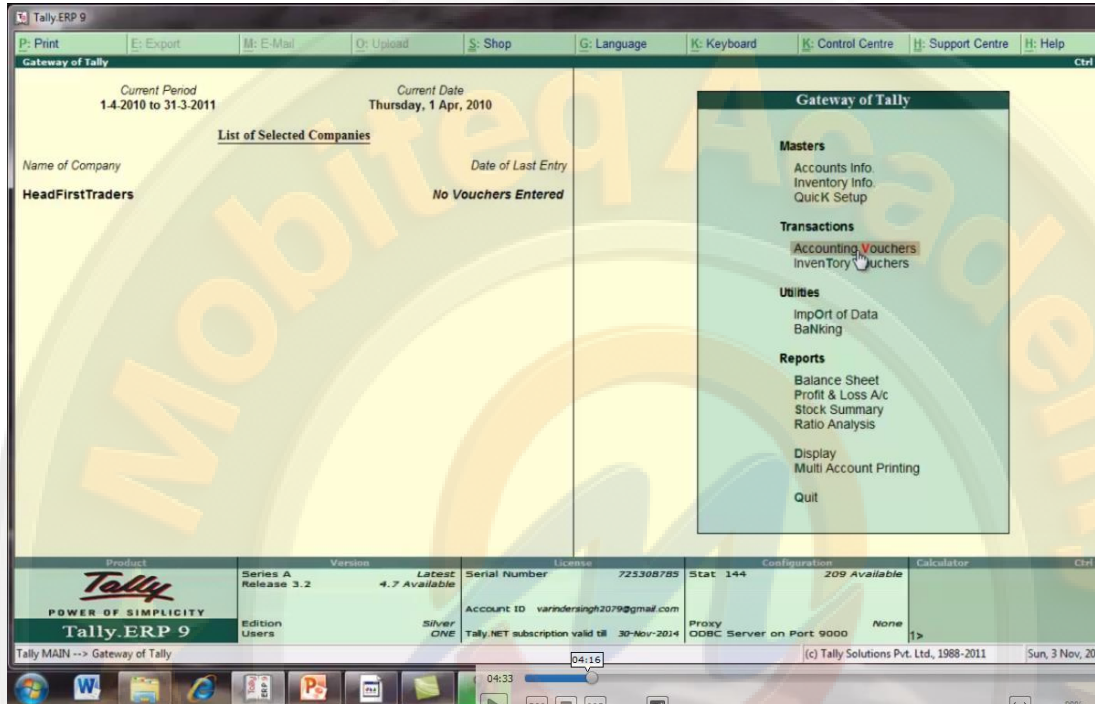 Tally.ERP 9
P: Print E: Export M: E-Mail O: Upload S: Shop G: Language K: Keyboard K: Control Centre H: Support Centre H: Help
Gateway of Tally Ctrl
Current Period
1-4-2010 to 31-3-2011
Current Date
Thursday, 1 Apr, 2010
List of Selected Companies
Name of Company Date of Last Entry
HeadFirstTraders No Vouchers Entered
Gateway of Tally
Masters
Accounts Info.
Inventory Info.
QuicK Setup
Transactions
Accounting Vouchers
InvenTory Vouchers
Utilities
ImpOrt of Data
BaNking
Reports
Balance Sheet
Profit & Loss A/c
Stock Summary
Ratio Analysis
Display
Multi Account Printing
Quit
Mobiteq Academ
Product
Tally
POWER OF SIMPLICITY
Tally.ERP 9
Version
Series A Latest
Release 3.2 4.7 Available
Edition Silver
Users ONE
License
Serial Number 725308785
Account ID varindersingh2079@gmail.com
Tally.NET subscription valid till 30-Nov-2014
Configuration
Stat 144 209 Available
Proxy None
ODBC Server on Port 9000
Calculator Ctrl
1>
Tally MAIN --> Gateway of Tally (c) Tally Solutions Pvt. Ltd., 1988-2011 Sun, 3 Nov, 20
04:16
04:33